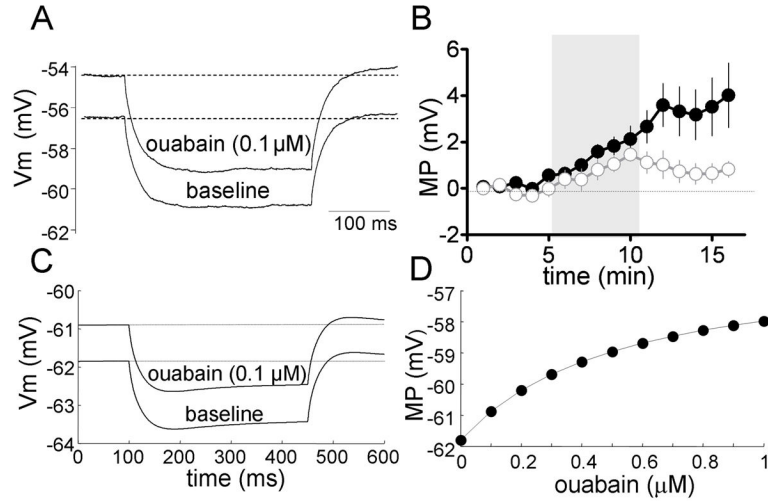 A
-54
-56
-58
-60
-62
Vm (mV)
ouabain (0.1 μM)
baseline
100 ms
B
6
4
2
0
-2
MP (mV)
0
5
10
15
time (min)
C
-60
-61
-62
-63
-64
Vm (mV)
ouabain (0.1 μM)
baseline
0
100
200
300
400
500
600
time (ms)
D
-57
-58
-59
-60
-61
-62
MP (mV)
0
0.2
0.4
0.6
0.8
1
ouabain (μM)